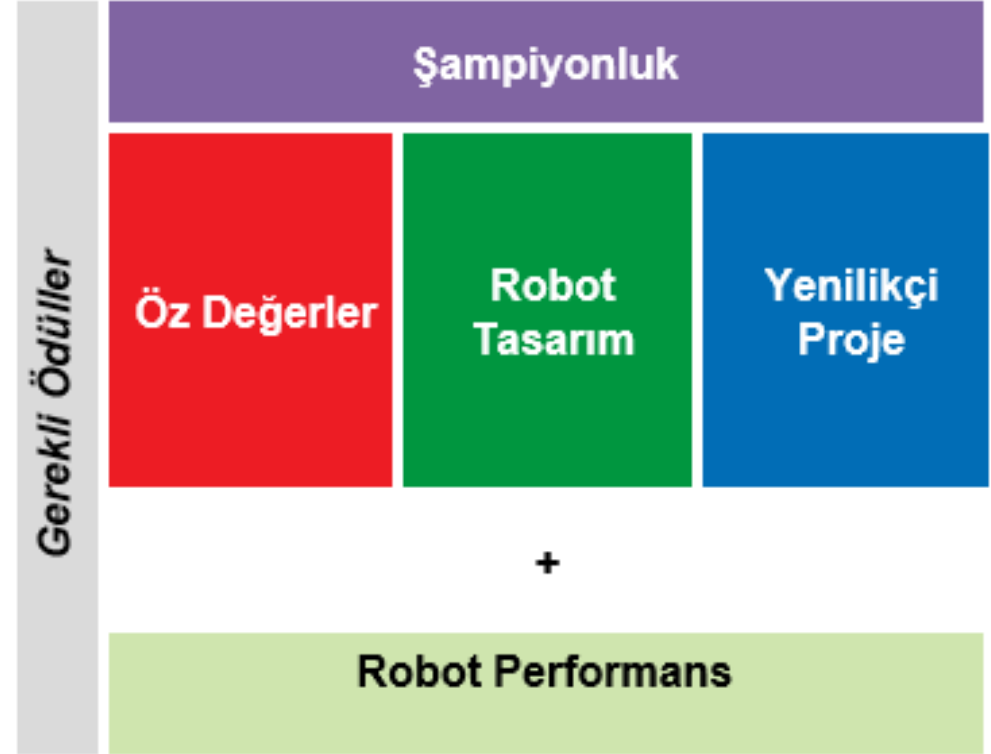 Gerekli Ödüller
Şampiyonluk
Öz Değerler
Robot
Tasarım
Yenilikçi
Proje
+
Robot Performans